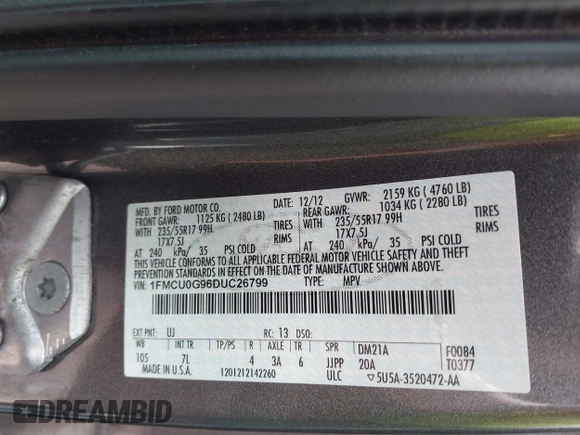 MFD. BY FORD MOTOR CO.
DATE: 12/12 GVWR: 2159 KG ( 4760 LB)
FRONT GAWR: 1125 KG ( 2480 LB) REAR GAWR: 1034 KG ( 2280 LB)
WITH 235/55R17 99H TIRES WITH 235/55R17 99H TIRES
17X7.5J RIMS 17X7.5J RIMS
AT 240 kPa/ 35 PSI COLD AT 240 kPa/ 35 PSI COLD
THIS VEHICLE CONFORMS TO ALL APPLICABLE FEDERAL MOTOR VEHICLE SAFETY AND BUMPER AND THEFT PREVENTION STANDARDS IN EFFECT ON THE DATE OF MANUFACTURE SHOWN ABOVE.
VIN: 1FMCU0G96DUC26799 TYPE: MPV
EXT PNT: UJ RC: 13 DSO:
WB TP/PS R AXLE TR SPR DM21A F0084
105 7L 4 3A 6 JJPP 20A T0377
MADE IN U.S.A. 1201212142260 ULC 5U5A-3520472-AA
DREAMBID